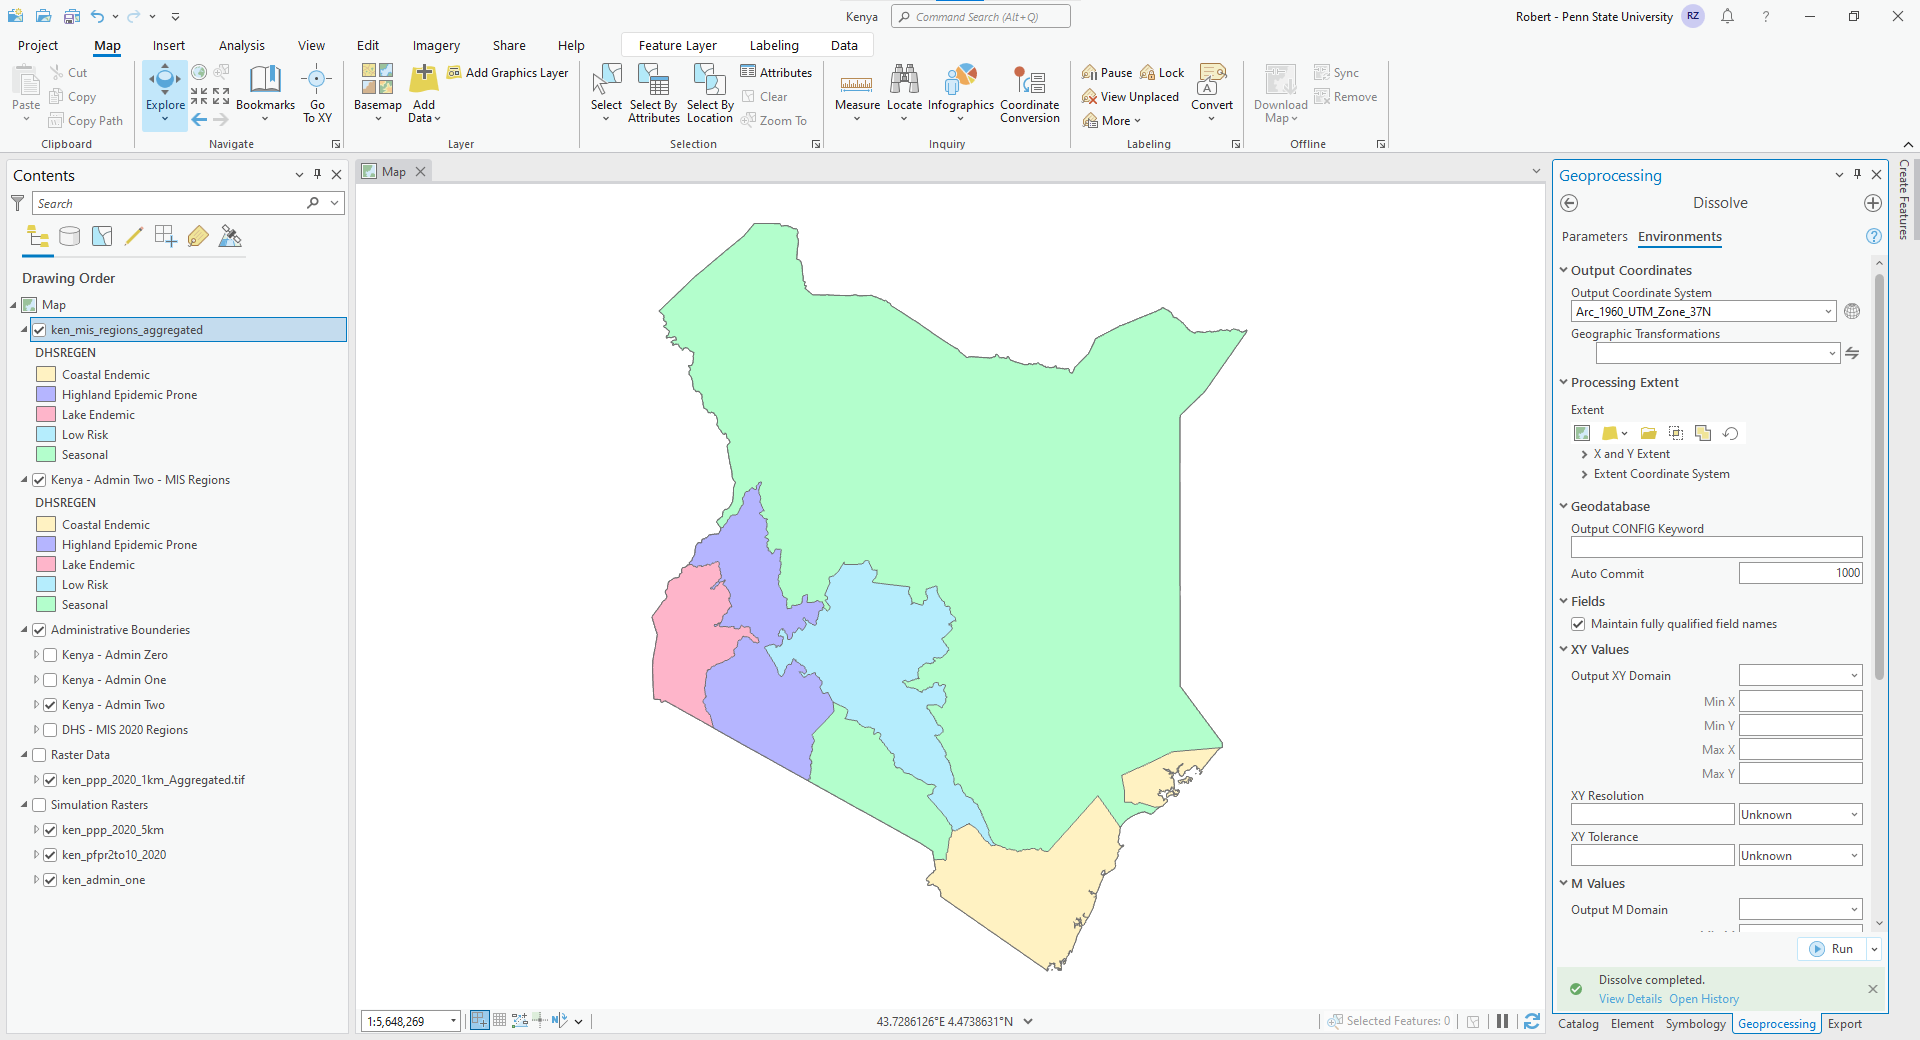 Kenya
Command Search (Alt+Q)
Robert - Penn State University
RZ
?
Project
Map
Insert
Analysis
View
Edit
Imagery
Share
Help
Feature Layer
Labeling
Data
Paste
Cut
Copy
Copy Path
Clipboard
Explore
Bookmarks
Go To XY
Navigate
Basemap
Add Data
Add Graphics Layer
Layer
Select
Select By Attributes
Select By Location
Attributes
Clear
Zoom To
Selection
Measure
Locate
Infographics
Coordinate Conversion
Inquiry
Pause
Lock
View Unplaced
More
Convert
Labeling
Download Map
Sync
Remove
Offline
Contents
Search
Drawing Order
Map
ken_mis_regions_aggregated
DHSREGEN
Coastal Endemic
Highland Epidemic Prone
Lake Endemic
Low Risk
Seasonal
Kenya - Admin Two - MIS Regions
DHSREGEN
Coastal Endemic
Highland Epidemic Prone
Lake Endemic
Low Risk
Seasonal
Administrative Bounderies
Kenya - Admin Zero
Kenya - Admin One
Kenya - Admin Two
DHS - MIS 2020 Regions
Raster Data
ken_ppp_2020_1km_Aggregated.tif
Simulation Rasters
ken_ppp_2020_5km
ken_pfpr2to10_2020
ken_admin_one
Map
1:5,648,269
43.7286126°E 4.4738631°N
Selected Features: 0
Geoprocessing
Dissolve
Parameters
Environments
?
Output Coordinates
Output Coordinate System
Arc_1960_UTM_Zone_37N
Geographic Transformations
Processing Extent
Extent
X and Y Extent
Extent Coordinate System
Geodatabase
Output CONFIG Keyword
Auto Commit
1000
Fields
Maintain fully qualified field names
XY Values
Output XY Domain
Min X
Min Y
Max X
Max Y
XY Resolution
Unknown
XY Tolerance
Unknown
M Values
Output M Domain
Run
Dissolve completed.
View Details
Open History
Catalog
Element
Symbology
Geoprocessing
Export
Create Features